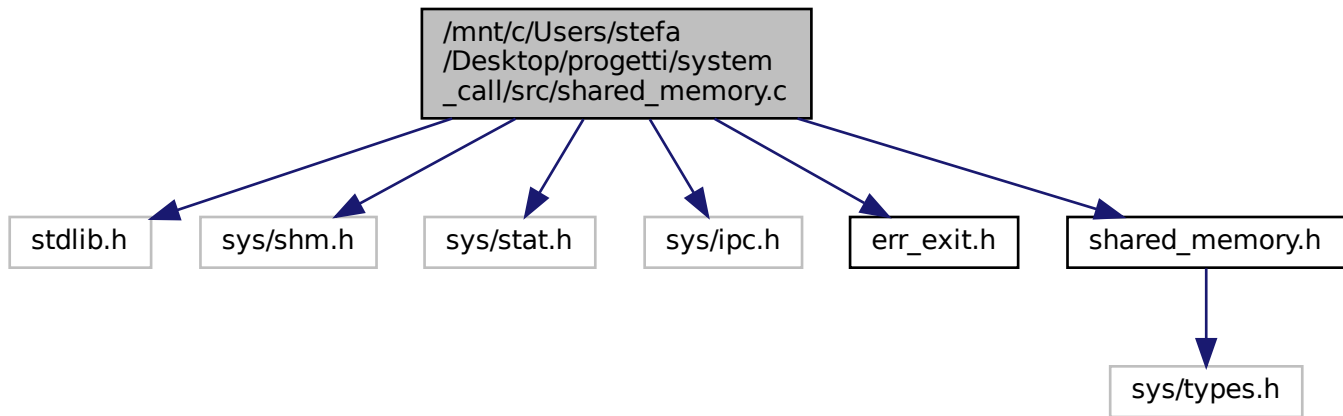 /mnt/c/Users/stefa
/Desktop/progetti/system
_call/src/shared_memory.c
stdlib.h
sys/shm.h
sys/stat.h
sys/ipc.h
err_exit.h
shared_memory.h
sys/types.h